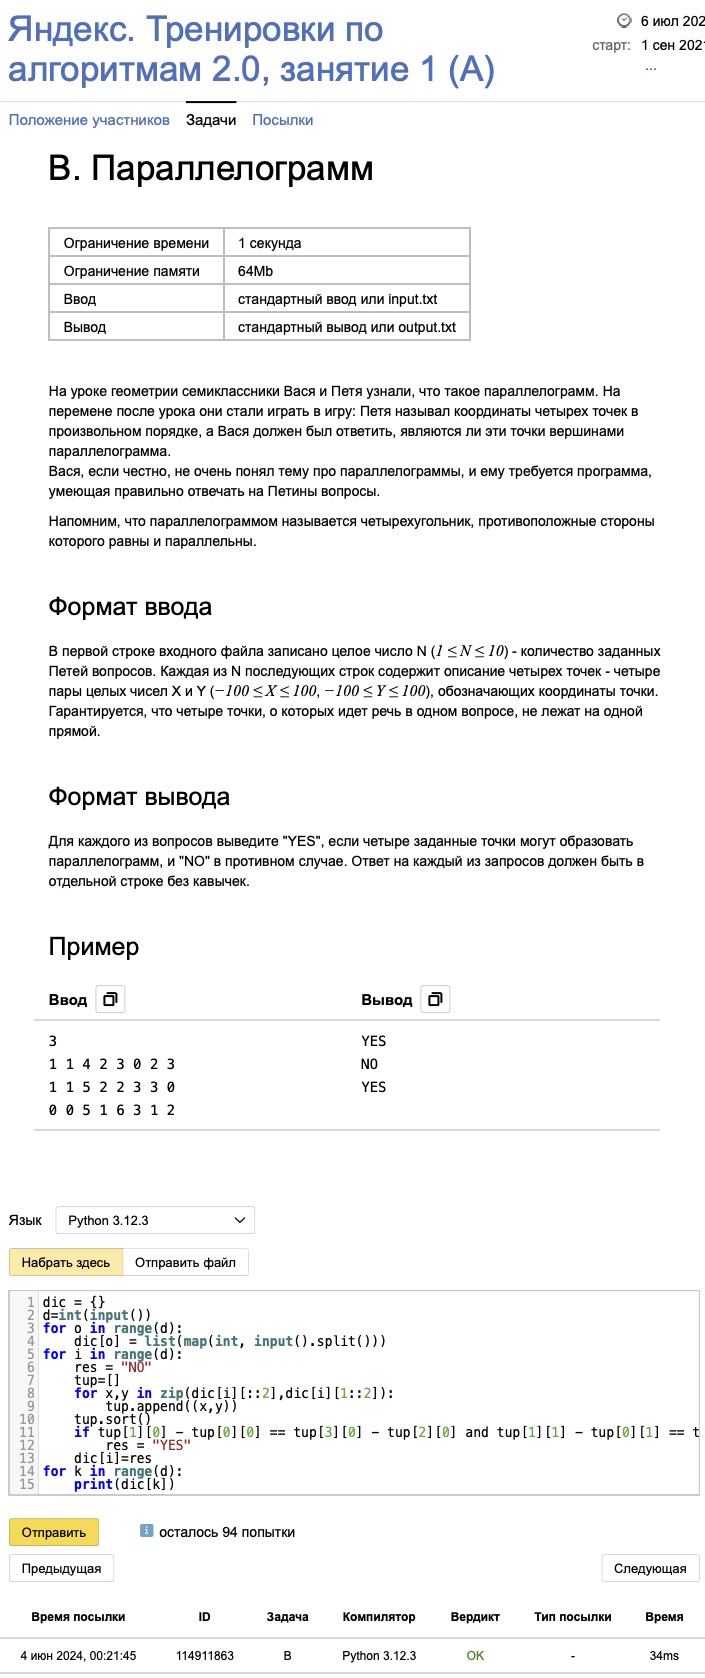 Яндекс. Тренировки по
алгоритмам 2.0, занятие 1 (A)
6 июл 202
старт: 1 сен 202
...
Положение участников Задачи Посылки
B. Параллелограмм
Ограничение времени 1 секунда
Ограничение памяти 64Mb
Ввод стандартный ввод или input.txt
Вывод стандартный вывод или output.txt
На уроке геометрии семиклассники Вася и Петя узнали, что такое параллелограмм. На
перемене после урока они стали играть в игру: Петя называл координаты четырех точек в
произвольном порядке, а Вася должен был ответить, являются ли эти точки вершинами
параллелограмма.
Вася, если честно, не очень понял тему про параллелограммы, и ему требуется программа,
умеющая правильно отвечать на Петины вопросы.
Напомним, что параллелограммом называется четырехугольник, противоположные стороны
которого равны и параллельны.
Формат ввода
В первой строке входного файла записано целое число N (1 ≤ N ≤ 10) - количество заданных
Петей вопросов. Каждая из N последующих строк содержит описание четырех точек - четыре
пары целых чисел X и Y (−100 ≤ X ≤ 100, −100 ≤ Y ≤ 100), обозначающих координаты точки.
Гарантируется, что четыре точки, о которых идет речь в одном вопросе, не лежат на одной
прямой.
Формат вывода
Для каждого из вопросов выведите "YES", если четыре заданные точки могут образовать
параллелограмм, и "NO" в противном случае. Ответ на каждый из запросов должен быть в
отдельной строке без кавычек.
Пример
Ввод Вывод
3 YES
1 1 4 2 3 0 2 3 NO
1 1 5 2 2 3 3 0 YES
0 0 5 1 6 3 1 2
Язык Python 3.12.3
Набрать здесь Отправить файл
1 dic = {}
2 d=int(input())
3 for o in range(d):
4     dic[o] = list(map(int, input().split()))
5 for i in range(d):
6     res = "NO"
7     tup=[]
8     for x,y in zip(dic[i][::2],dic[i][1::2]):
9         tup.append((x,y))
10     tup.sort()
11     if tup[1][0] - tup[0][0] == tup[3][0] - tup[2][0] and tup[1][1] - tup[0][1] == t
12         res = "YES"
13     dic[i]=res
14 for k in range(d):
15     print(dic[k])
Отправить осталось 94 попытки
Предыдущая Следующая
Время посылки ID Задача Компилятор Вердикт Тип посылки Время
4 июн 2024, 00:21:45 114911863 B Python 3.12.3 OK - 34ms